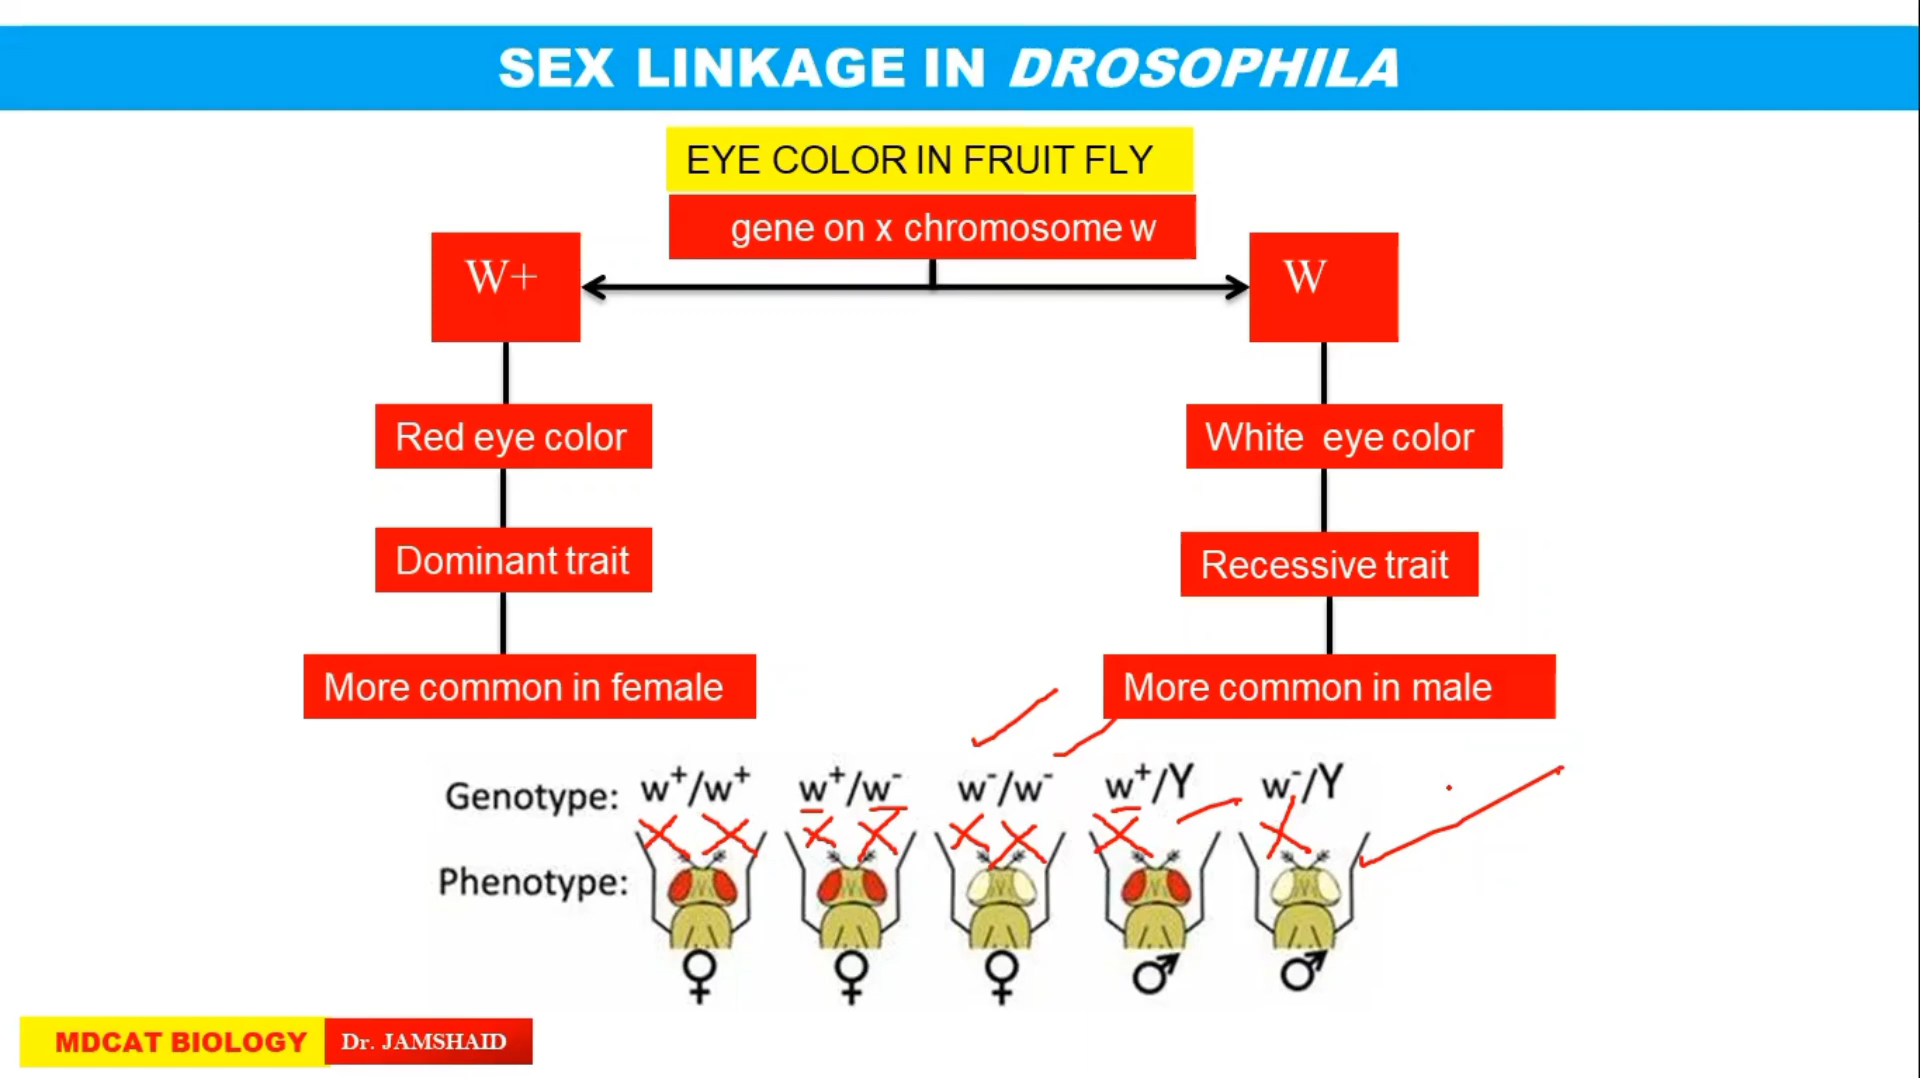 SEX LINKAGE IN DROSOPHILA
EYE COLOR IN FRUIT FLY
gene on x chromosome w
W+
W
Red eye color
White eye color
Dominant trait
Recessive trait
More common in female
More common in male
Genotype: w⁺/w⁺ w⁺/w⁻ w⁻/w⁻ w⁺/Y w⁻/Y
Phenotype:
♀ ♀ ♀ ♂ ♂
MDCAT BIOLOGY Dr. JAMSHAID